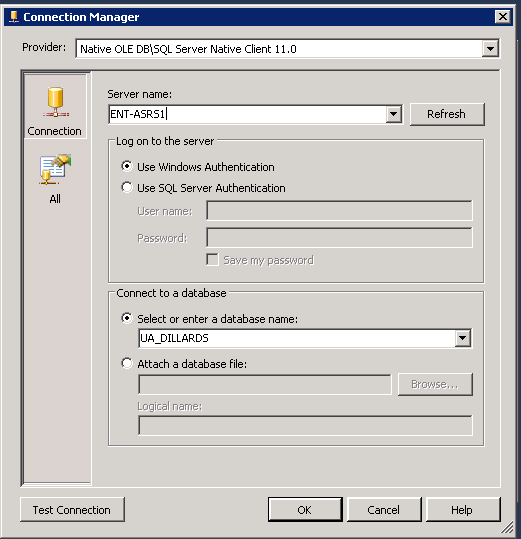 Connection Manager
Provider: Native OLE DB\SQL Server Native Client 11.0
Connection
All
Server name:
ENT-ASRS1
Refresh
Log on to the server
Use Windows Authentication
Use SQL Server Authentication
User name:
Password:
Save my password
Connect to a database
Select or enter a database name:
UA_DILLARDS
Attach a database file:
Browse...
Logical name:
Test Connection
OK
Cancel
Help